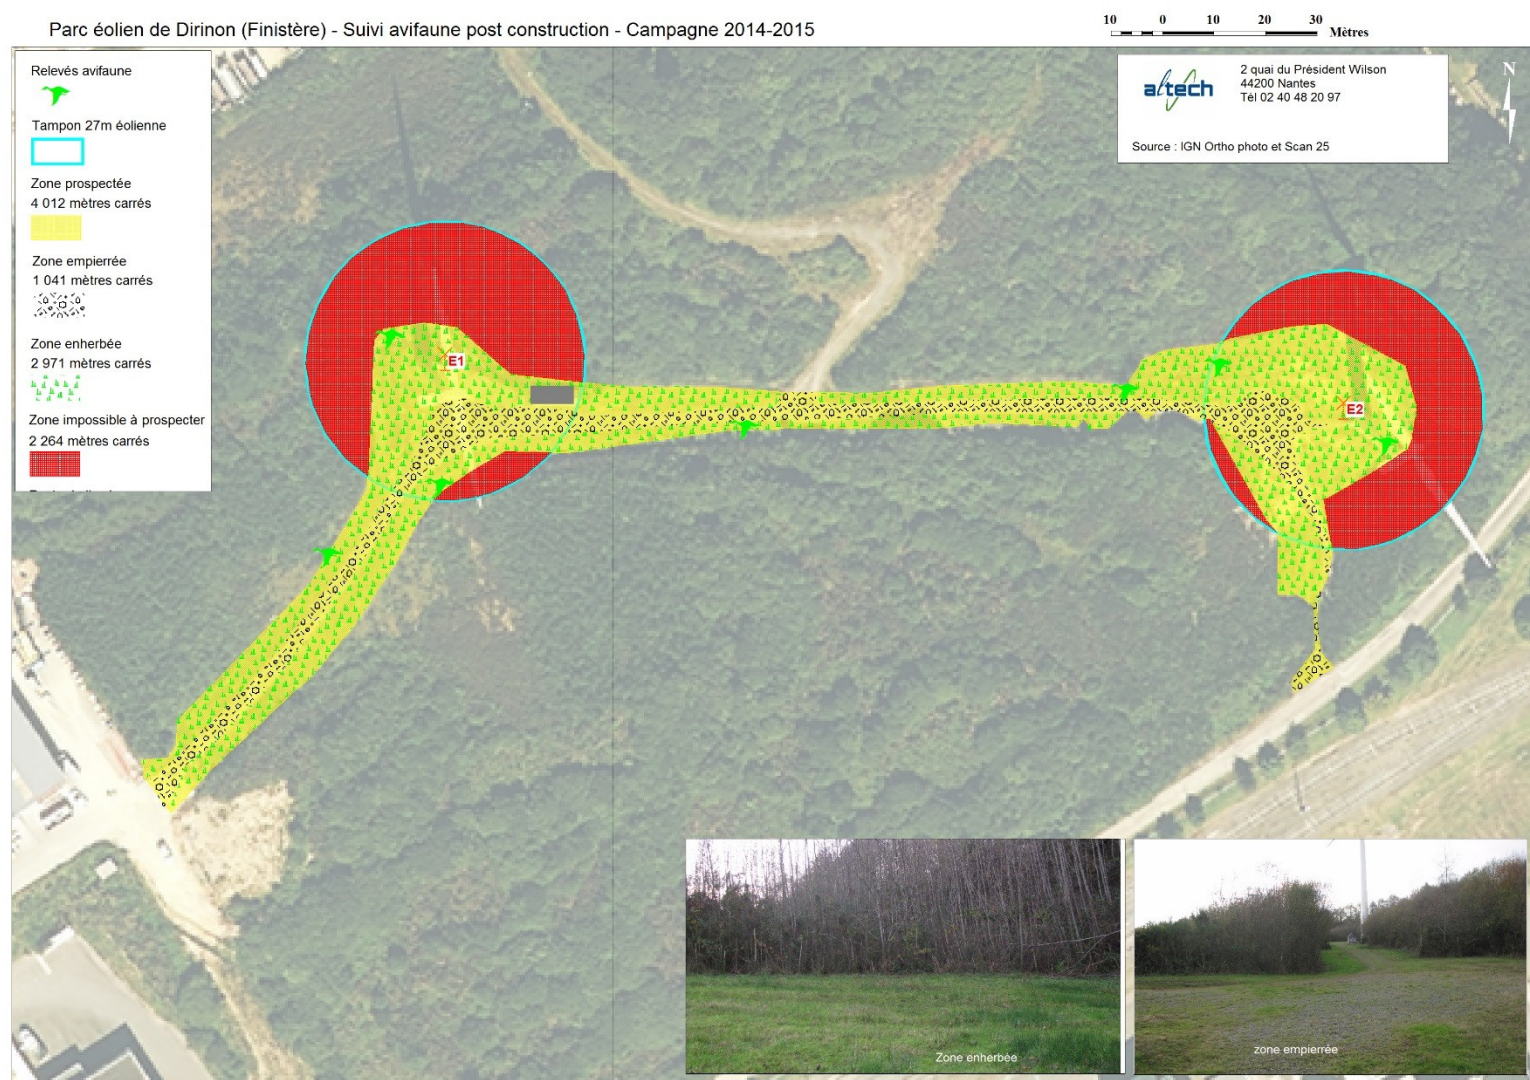 Parc éolien de Dirinon (Finistère) - Suivi avifaune post construction - Campagne 2014-2015
10 0 10 20 30
Mètres
Relevés avifaune
Tampon 27m éolienne
Zone prospectée
4 012 mètres carrés
Zone empierrée
1 041 mètres carrés
Zone enherbée
2 971 mètres carrés
Zone impossible à prospecter
2 264 mètres carrés
altech
2 quai du Président Wilson
44200 Nantes
Tél 02 40 48 20 97
Source : IGN Ortho photo et Scan 25
N
E1
E2
Zone enherbée
zone empierrée